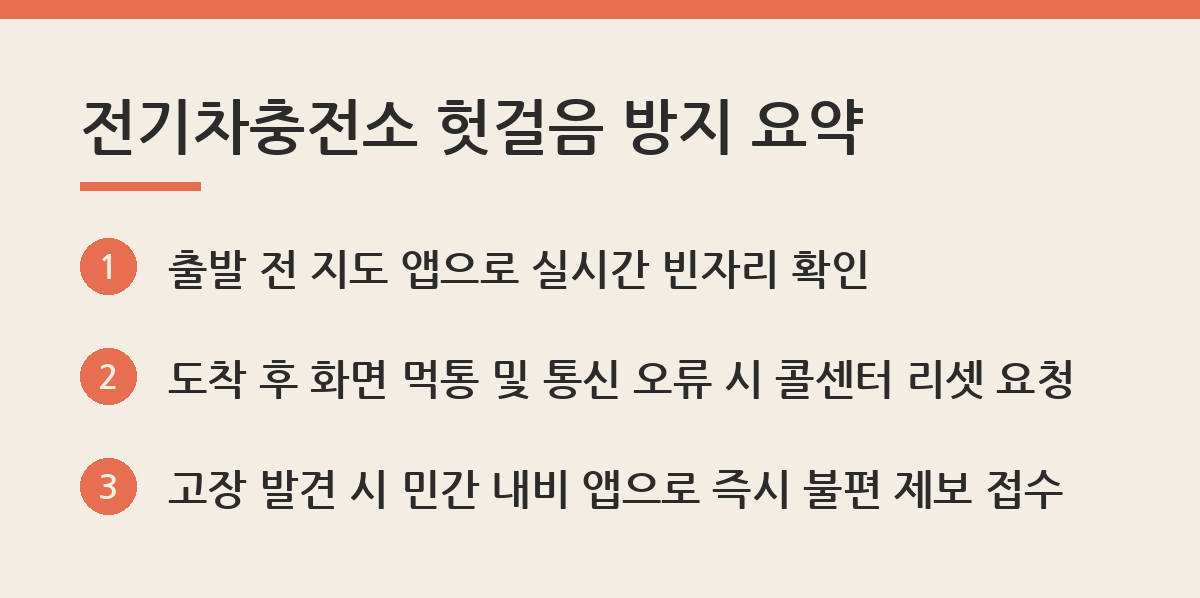 전기차충전소 헛걸음 방지 요약
1 출발 전 지도 앱으로 실시간 빈자리 확인
2 도착 후 화면 먹통 및 통신 오류 시 콜센터 리셋 요청
3 고장 발견 시 민간 내비 앱으로 즉시 불편 제보 접수